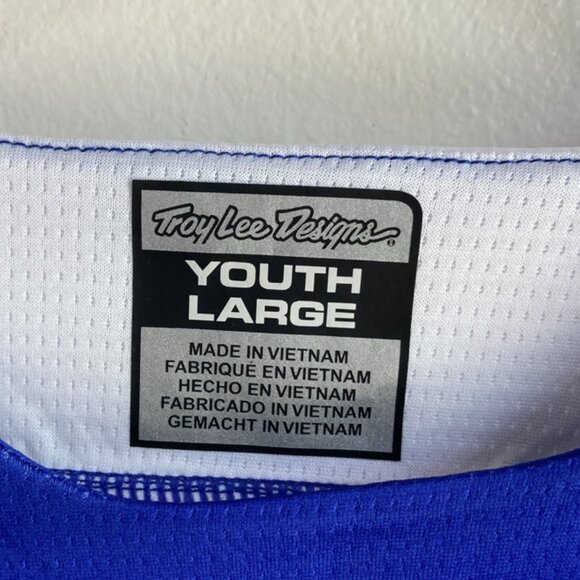 Troy Lee Designs
YOUTH
LARGE
MADE IN VIETNAM
FABRIQUÉ EN VIETNAM
HECHO EN VIETNAM
FABRICADO IN VIETNAM
GEMACHT IN VIETNAM